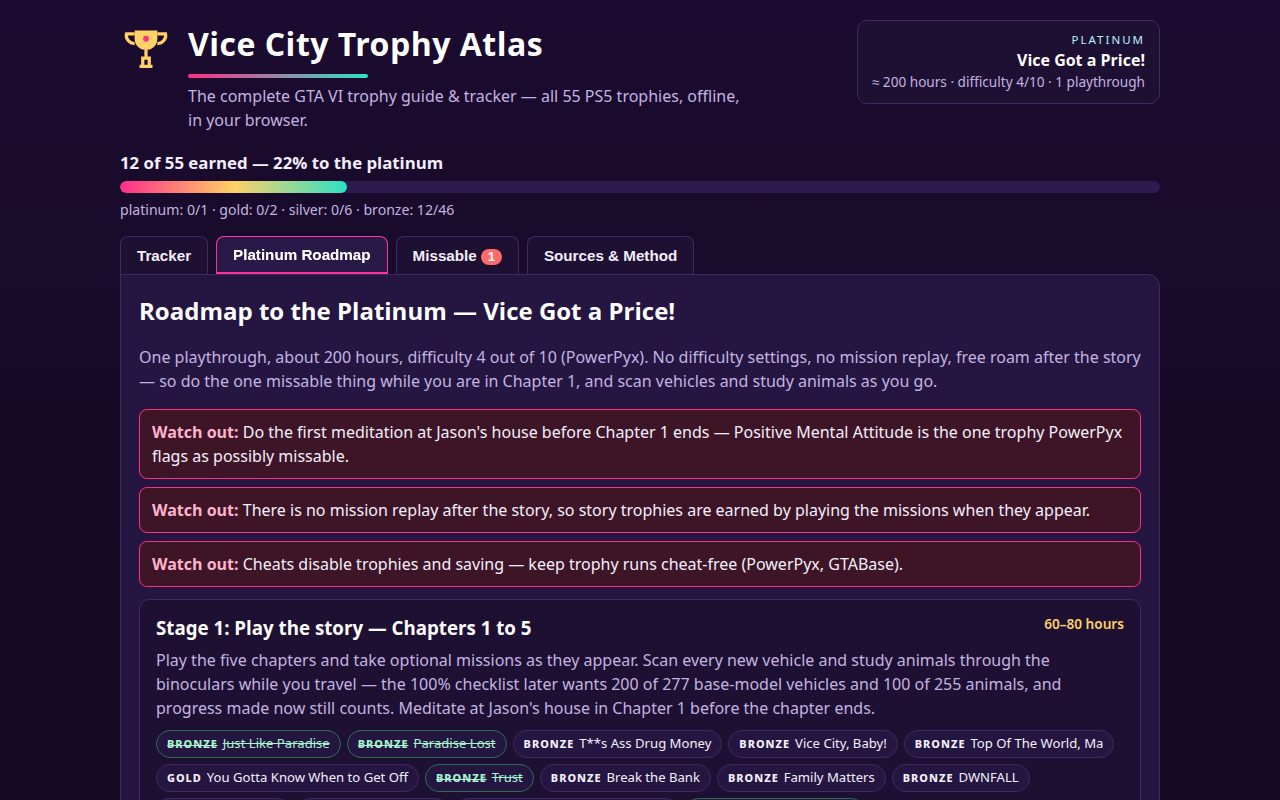 Vice City Trophy Atlas
The complete GTA VI trophy guide & tracker — all 55 PS5 trophies, offline,
in your browser.
PLATINUM
Vice Got a Price!
≈ 200 hours · difficulty 4/10 · 1 playthrough
12 of 55 earned — 22% to the platinum
platinum: 0/1 · gold: 0/2 · silver: 0/6 · bronze: 12/46
Tracker
Platinum Roadmap
Missable 1
Sources & Method
Roadmap to the Platinum — Vice Got a Price!
One playthrough, about 200 hours, difficulty 4 out of 10 (PowerPyx). No difficulty settings, no mission replay, free roam after the story
— so do the one missable thing while you are in Chapter 1, and scan vehicles and study animals as you go.
Watch out: Do the first meditation at Jason's house before Chapter 1 ends — Positive Mental Attitude is the one trophy PowerPyx
flags as possibly missable.
Watch out: There is no mission replay after the story, so story trophies are earned by playing the missions when they appear.
Watch out: Cheats disable trophies and saving — keep trophy runs cheat-free (PowerPyx, GTABase).
Stage 1: Play the story — Chapters 1 to 5
60–80 hours
Play the five chapters and take optional missions as they appear. Scan every new vehicle and study animals through the
binoculars while you travel — the 100% checklist later wants 200 of 277 base-model vehicles and 100 of 255 animals, and
progress made now still counts. Meditate at Jason's house in Chapter 1 before the chapter ends.
BRONZE Just Like Paradise
BRONZE Paradise Lost
BRONZE T**s Ass Drug Money
BRONZE Vice City, Baby!
BRONZE Top Of The World, Ma
GOLD You Gotta Know When to Get Off
BRONZE Trust
BRONZE Break the Bank
BRONZE Family Matters
BRONZE DWNFALL